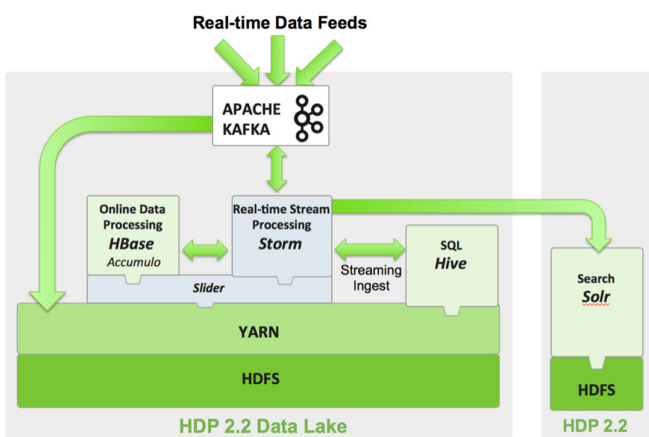 Real-time Data Feeds
APACHE
KAFKA
Online Data
Processing
HBase
Accumulo
Real-time Stream
Processing
Storm
Streaming
Ingest
SQL
Hive
Search
Solr
Slider
YARN
HDFS
HDFS
HDP 2.2 Data Lake
HDP 2.2